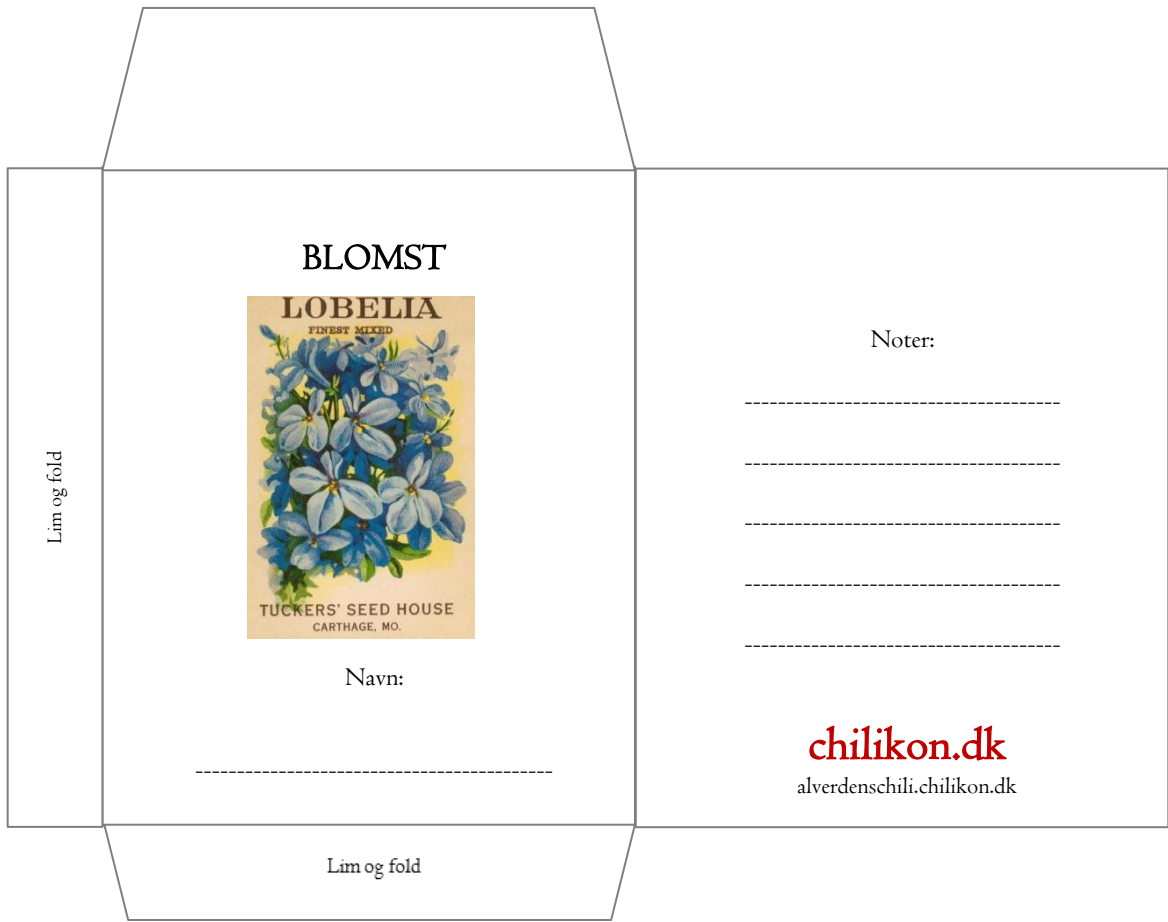 BLOMST
LOBELIA
FINEST MIXED
TUCKERS' SEED HOUSE
CARTHAGE, MO.
Navn:
Lim og fold
Lim og fold
Noter:
chilikon.dk
alverdenschili.chilikon.dk